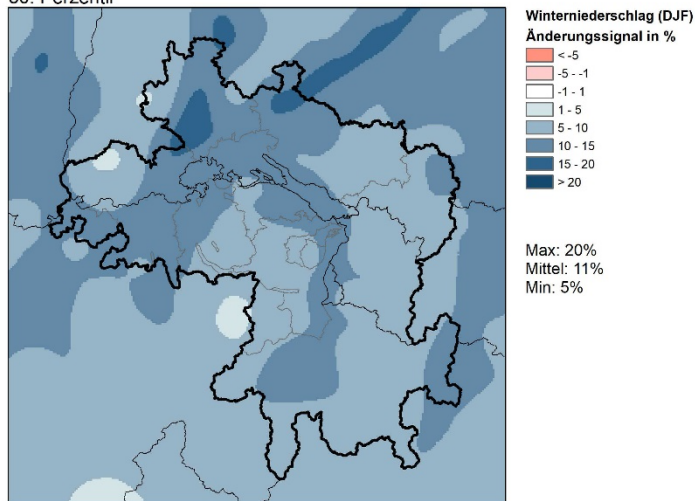 Winterniederschlag (DJF)
Änderungssignal in %
< -5
-5 - -1
-1 - 1
1 - 5
5 - 10
10 - 15
15 - 20
> 20
Max: 20%
Mittel: 11%
Min: 5%